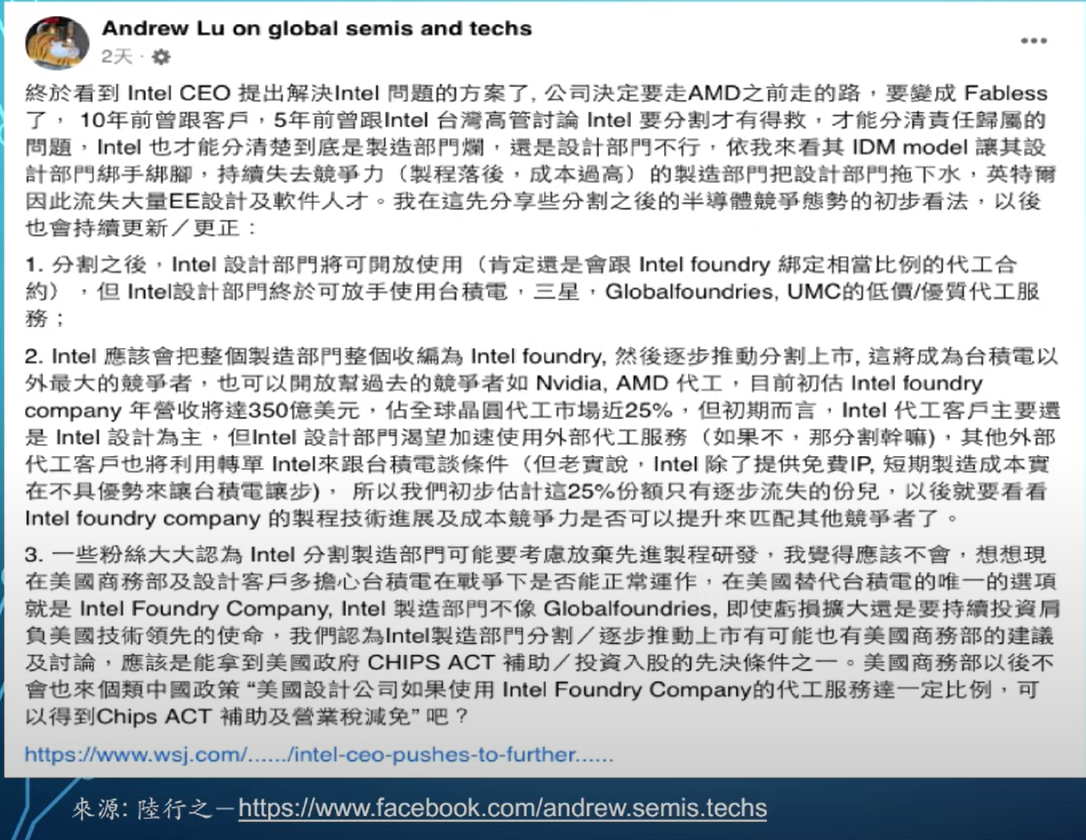 Andrew Lu on global semis and techs
2天 ·
終於看到 Intel CEO 提出解決Intel 問題的方案了, 公司決定要走AMD之前走的路，要變成 Fabless
了， 10年前曾跟客戶，5年前曾跟Intel 台灣高管討論 Intel 要分割才有得救，才能分清責任歸屬的
問題，Intel 也才能分清楚到底是製造部門爛，還是設計部門不行，依我來看其 IDM model 讓其設
計部門綁手綁腳，持續失去競爭力（製程落後，成本過高）的製造部門把設計部門拖下水，英特爾
因此流失大量EE設計及軟件人才。我在這先分享些分割之後的半導體競爭態勢的初步看法，以後
也會持續更新／更正：
1. 分割之後，Intel 設計部門將可開放使用（肯定還是會跟 Intel foundry 綁定相當比例的代工合
約），但 Intel設計部門終於可放手使用台積電，三星，Globalfoundries, UMC的低價/優質代工服
務；
2. Intel 應該會把整個製造部門整個收編為 Intel foundry, 然後逐步推動分割上市, 這將成為台積電以
外最大的競爭者，也可以開放幫過去的競爭者如 Nvidia, AMD 代工，目前初估 Intel foundry
company 年營收將達350億美元，佔全球晶圓代工市場近25%，但初期而言，Intel 代工客戶主要還
是 Intel 設計為主，但Intel 設計部門渴望加速使用外部代工服務（如果不，那分割幹嘛)，其他外部
代工客戶也將利用轉單 Intel來跟台積電談條件（但老實說，Intel 除了提供免費IP, 短期製造成本實
在不具優勢來讓台積電讓步)， 所以我們初步估計這25%份額只有逐步流失的份兒，以後就要看看
Intel foundry company 的製程技術進展及成本競爭力是否可以提升來匹配其他競爭者了。
3. 一些粉絲大大認為 Intel 分割製造部門可能要考慮放棄先進製程研發，我覺得應該不會，想想現
在美國商務部及設計客戶多擔心台積電在戰爭下是否能正常運作，在美國替代台積電的唯一的選項
就是 Intel Foundry Company, Intel 製造部門不像 Globalfoundries, 即使虧損擴大還是要持續投資肩
負美國技術領先的使命，我們認為Intel製造部門分割／逐步推動上市有可能也有美國商務部的建議
及討論，應該是能拿到美國政府 CHIPS ACT 補助／投資入股的先決條件之一。美國商務部以後不
會也來個類中國政策 “美國設計公司如果使用 Intel Foundry Company的代工服務達一定比例，可
以得到Chips ACT 補助及營業稅減免” 吧？
https://www.wsj.com/....../intel-ceo-pushes-to-further......
來源: 陸行之－https://www.facebook.com/andrew.semis.techs